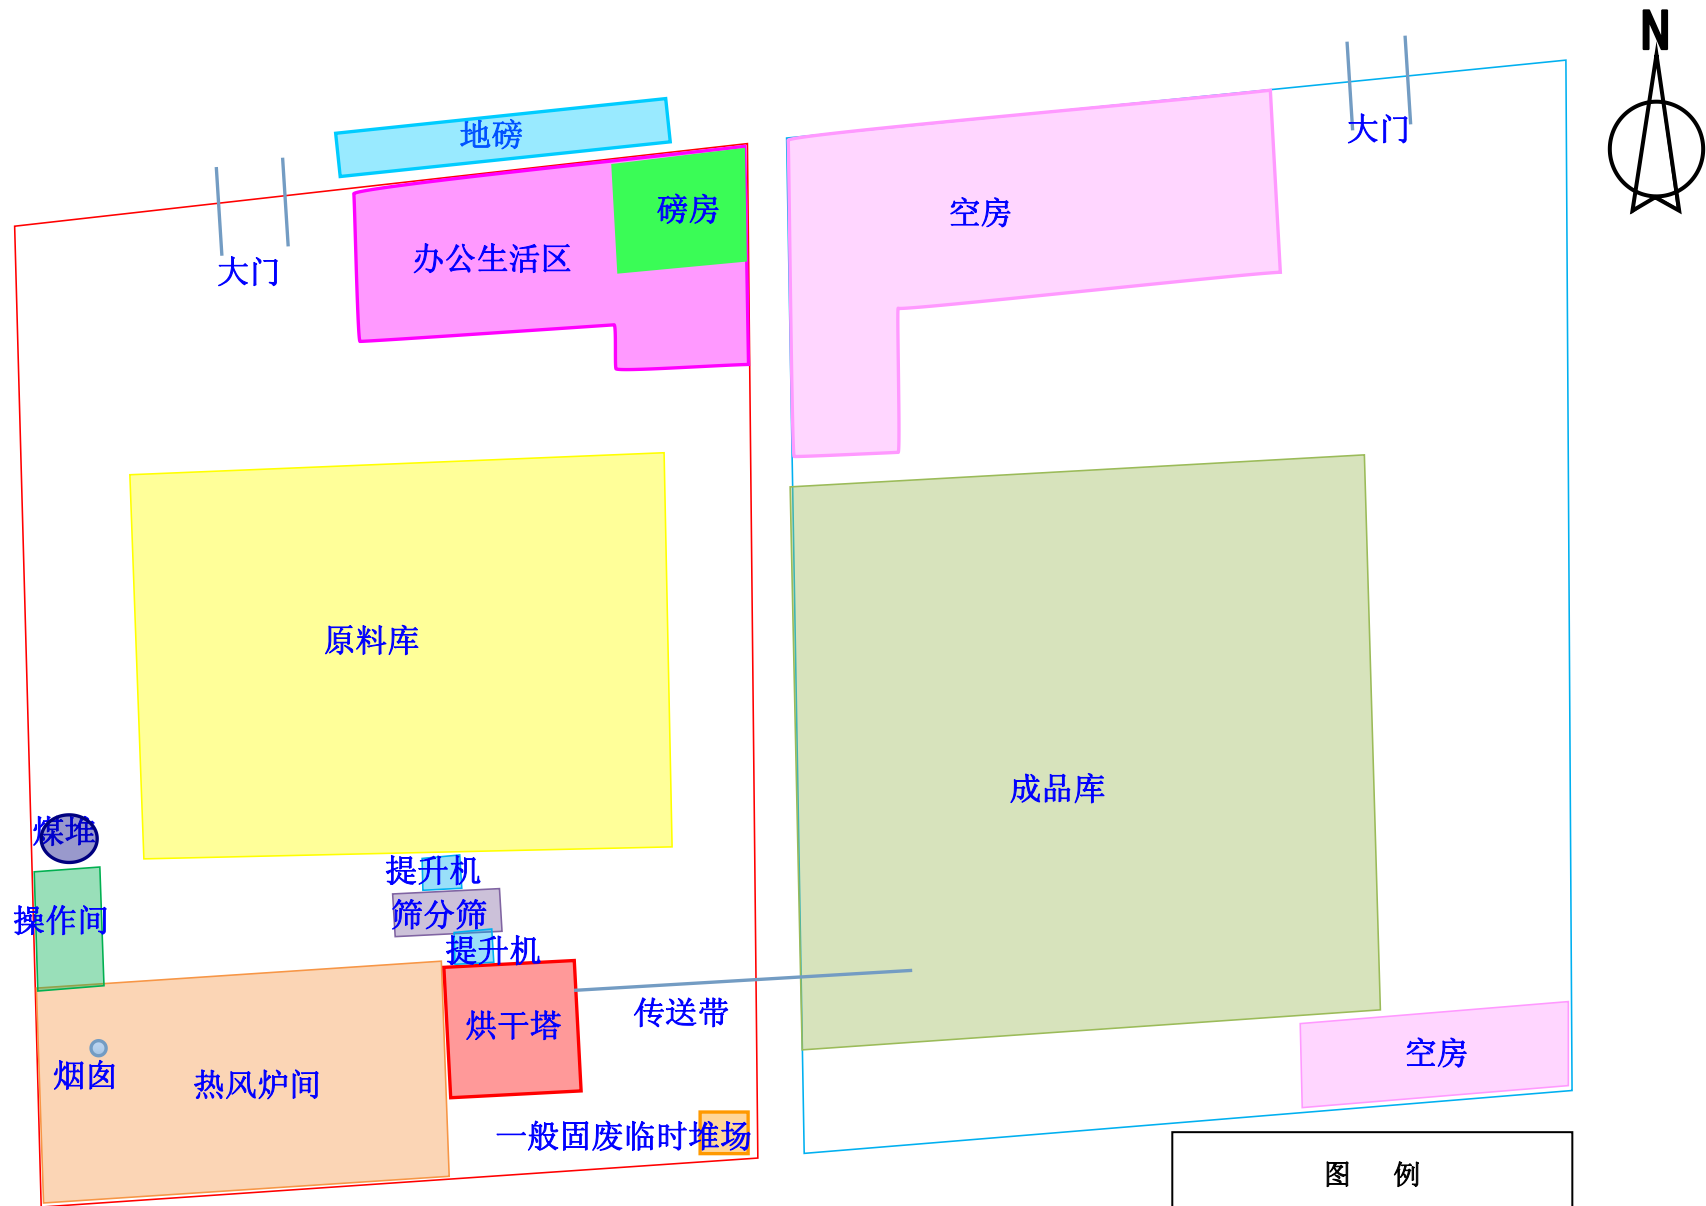 N
大门
地磅
磅房
空房
办公生活区
大门
原料库
成品库
煤堆
提升机
筛分筛
操作间
提升机
传送带
烘干塔
空房
烟囱
热风炉间
一般固废临时堆场
图 例